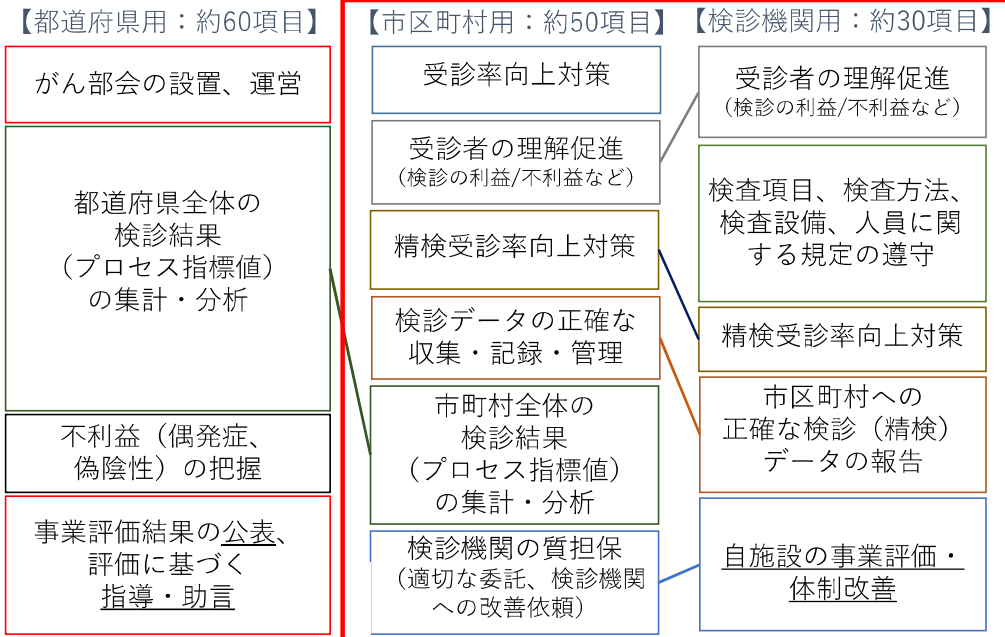 【都道府県用：約60項目】
がん部会の設置、運営
都道府県全体の
検診結果
（プロセス指標値）
の集計・分析
不利益（偶発症、
偽陰性）の把握
事業評価結果の公表、
評価に基づく
指導・助言
【市区町村用：約50項目】
受診率向上対策
受診者の理解促進
（検診の利益/不利益など）
精検受診率向上対策
検診データの正確な
収集・記録・管理
市町村全体の
検診結果
（プロセス指標値）
の集計・分析
検診機関の質担保
（適切な委託、検診機関
への改善依頼）
【検診機関用：約30項目】
受診者の理解促進
（検診の利益/不利益など）
検査項目、検査方法、
検査設備、人員に関
する規定の遵守
精検受診率向上対策
市区町村への
正確な検診（精検）
データの報告
自施設の事業評価・
体制改善